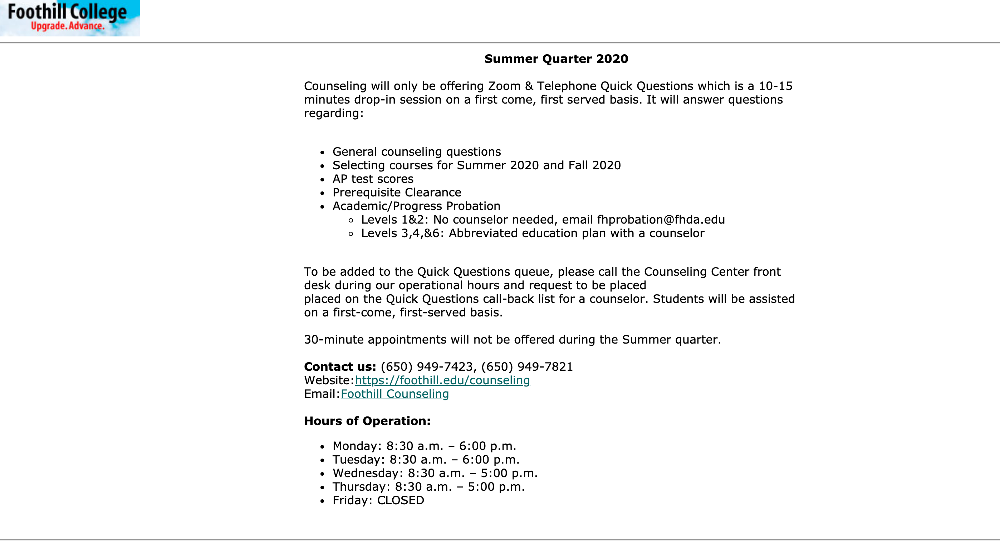 Foothill College
Upgrade. Advance.
Summer Quarter 2020
Counseling will only be offering Zoom & Telephone Quick Questions which is a 10-15
minutes drop-in session on a first come, first served basis. It will answer questions
regarding:
• General counseling questions
• Selecting courses for Summer 2020 and Fall 2020
• AP test scores
• Prerequisite Clearance
• Academic/Progress Probation
◦ Levels 1&2: No counselor needed, email fhprobation@fhda.edu
◦ Levels 3,4,&6: Abbreviated education plan with a counselor
To be added to the Quick Questions queue, please call the Counseling Center front
desk during our operational hours and request to be placed
placed on the Quick Questions call-back list for a counselor. Students will be assisted
on a first-come, first-served basis.
30-minute appointments will not be offered during the Summer quarter.
Contact us: (650) 949-7423, (650) 949-7821
Website:https://foothill.edu/counseling
Email:Foothill Counseling
Hours of Operation:
• Monday: 8:30 a.m. – 6:00 p.m.
• Tuesday: 8:30 a.m. – 6:00 p.m.
• Wednesday: 8:30 a.m. – 5:00 p.m.
• Thursday: 8:30 a.m. – 5:00 p.m.
• Friday: CLOSED